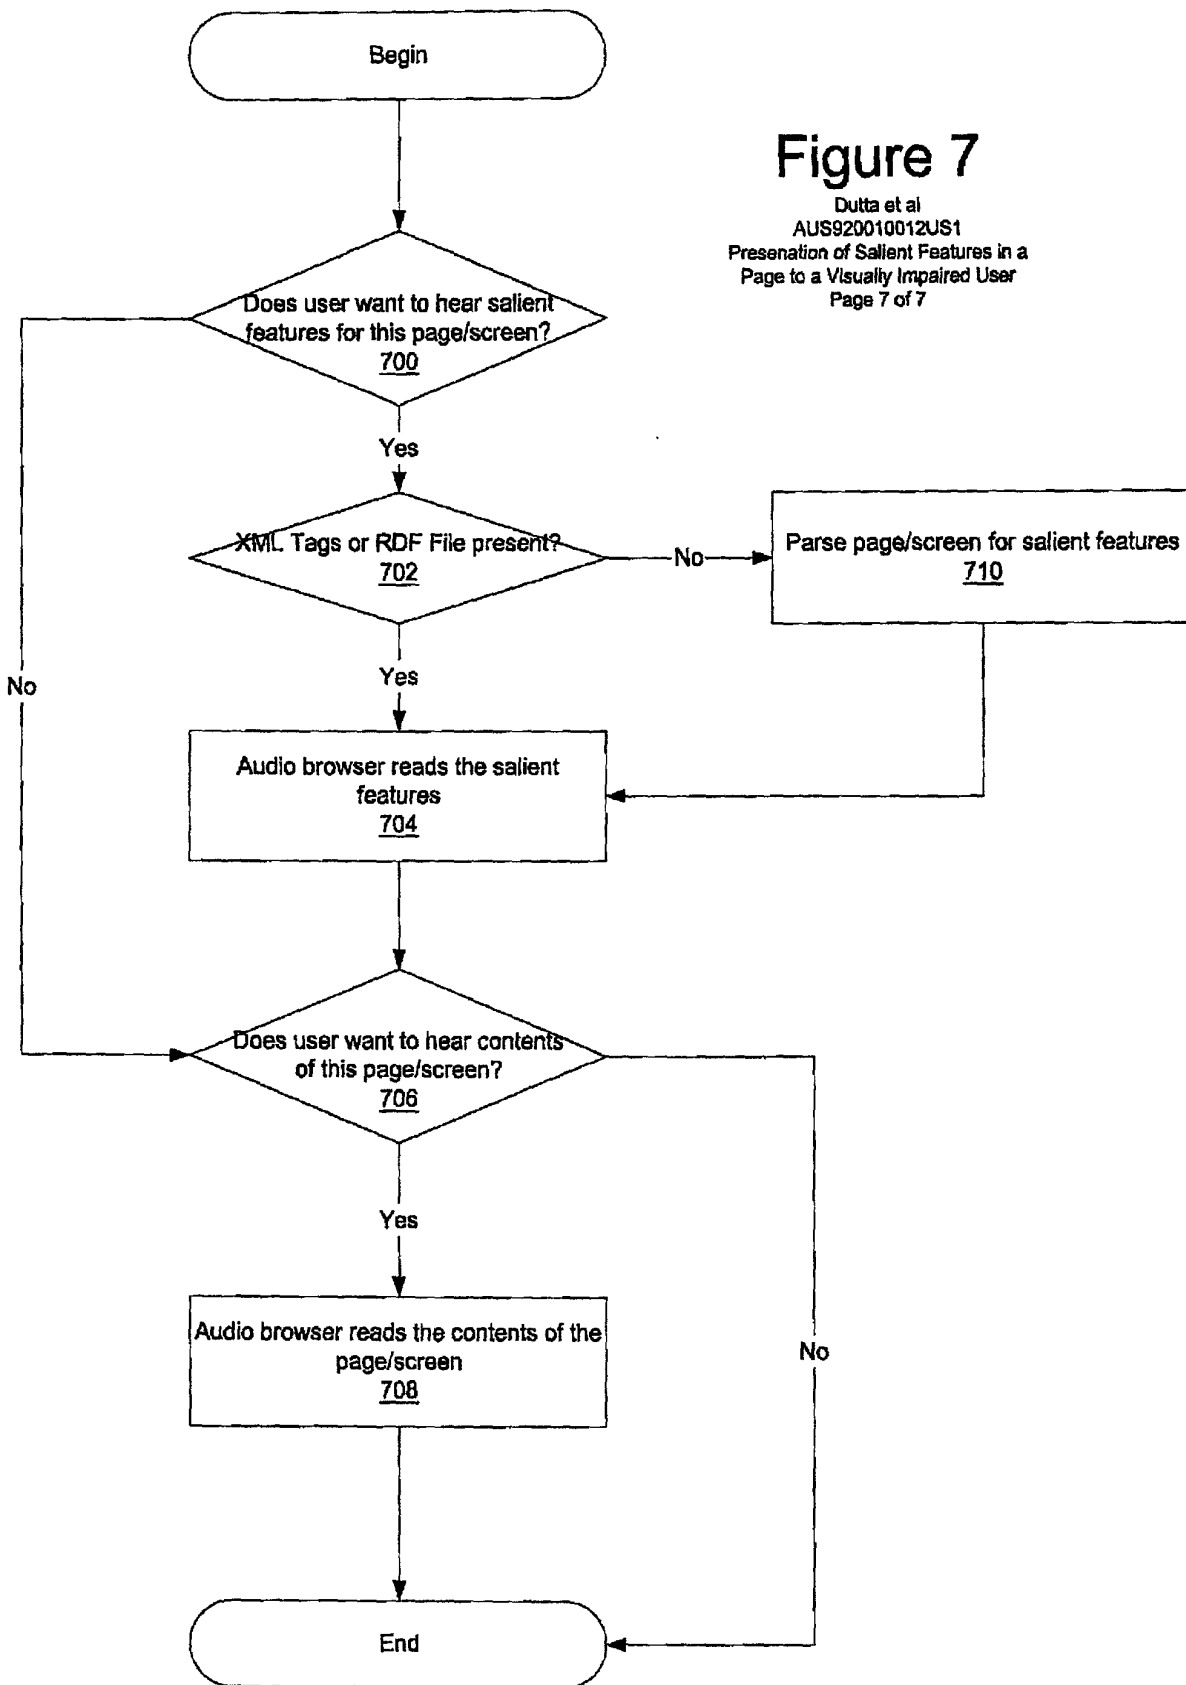 Begin
Figure 7
Dutta et al
AUS920010012US1
Presenation of Salient Features in a
Page to a Visually Impaired User
Page 7 of 7
Does user want to hear salient
features for this page/screen?
700
Yes
XML Tags or RDF File present?
702
No
Parse page/screen for salient features
710
Yes
No
Audio browser reads the salient
features
704
Does user want to hear contents
of this page/screen?
706
Yes
Audio browser reads the contents of the
page/screen
708
No
End